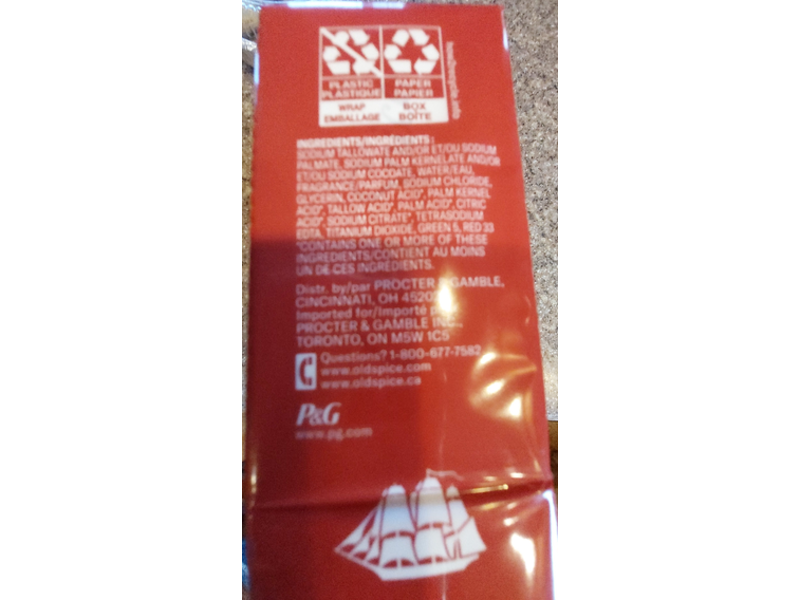 PLASTIC PAPER
PLASTIQUE PAPIER
WRAP BOX
EMBALLAGE BOÎTE
how2recycle.info
INGREDIENTS/INGRÉDIENTS:
SODIUM TALLOWATE AND/OR ET/OU SODIUM
PALMATE, SODIUM PALM KERNELATE AND/OR
ET/OU SODIUM COCOATE, WATER/EAU,
FRAGRANCE/PARFUM, SODIUM CHLORIDE,
GLYCERIN, COCONUT ACID*, PALM KERNEL
ACID*, TALLOW ACID*, PALM ACID*, CITRIC
ACID*, SODIUM CITRATE*, TETRASODIUM
EDTA, TITANIUM DIOXIDE, GREEN 5, RED 33
*CONTAINS ONE OR MORE OF THESE
INGREDIENTS/CONTIENT AU MOINS
UN DE CES INGRÉDIENTS.
Distr. by/par PROCTER & GAMBLE,
CINCINNATI, OH 4520
Imported for/Importé p
PROCTER & GAMBLE INC.,
TORONTO, ON M5W 1C5
Questions? 1-800-677-7582
www.oldspice.com
www.oldspice.ca
P&G
www.pg.com